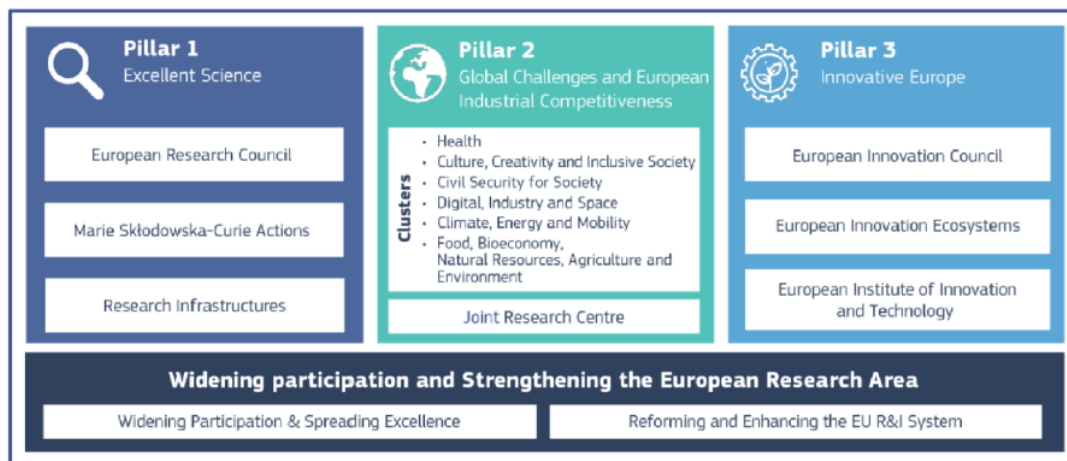 Pillar 1
Excellent Science
European Research Council
Marie Skłodowska-Curie Actions
Research Infrastructures
Pillar 2
Global Challenges and European
Industrial Competitiveness
Clusters
• Health
• Culture, Creativity and Inclusive Society
• Civil Security for Society
• Digital, Industry and Space
• Climate, Energy and Mobility
• Food, Bioeconomy,
Natural Resources, Agriculture and
Environment
Joint Research Centre
Pillar 3
Innovative Europe
European Innovation Council
European Innovation Ecosystems
European Institute of Innovation
and Technology
Widening participation and Strengthening the European Research Area
Widening Participation & Spreading Excellence
Reforming and Enhancing the EU R&I System